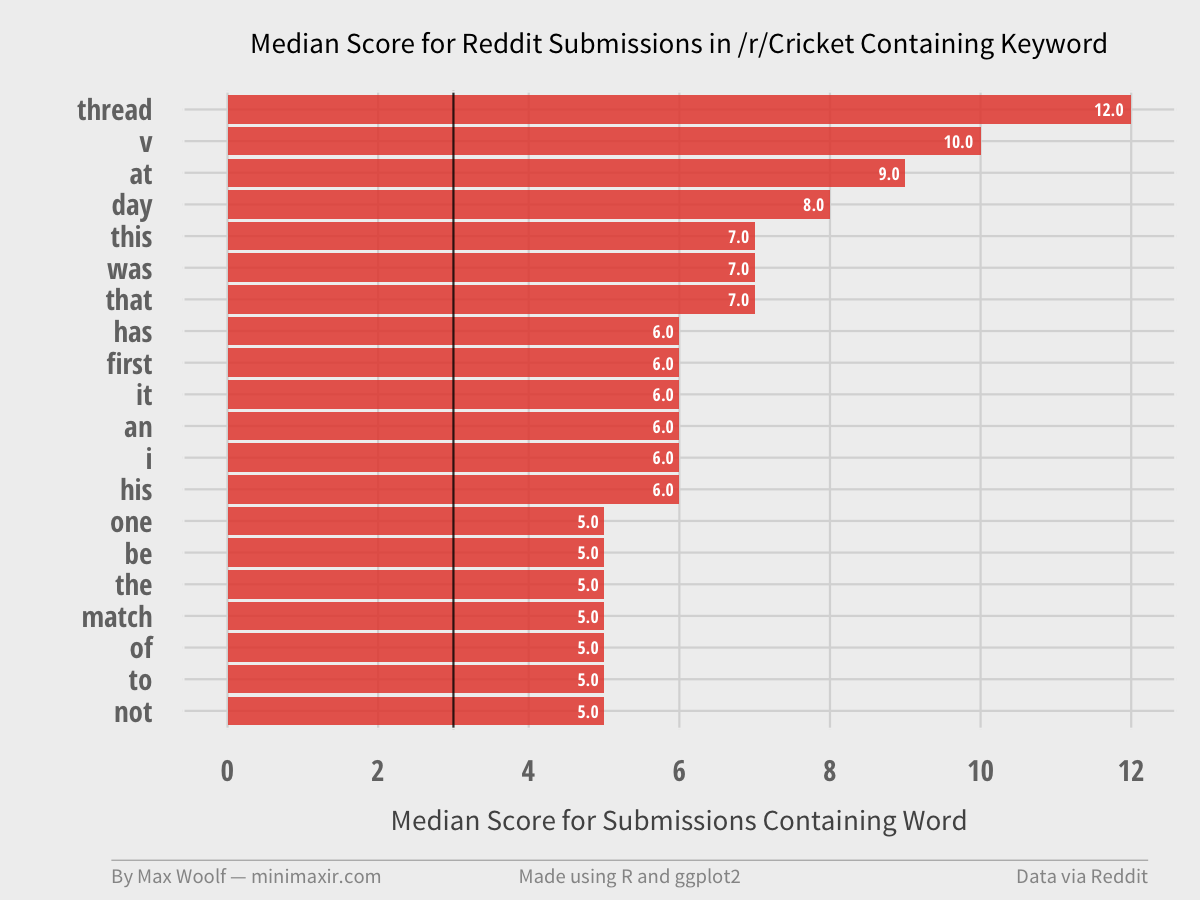 Median Score for Reddit Submissions in /r/Cricket Containing Keyword
thread 12.0
v 10.0
at 9.0
day 8.0
this 7.0
was 7.0
that 7.0
has 6.0
first 6.0
it 6.0
an 6.0
i 6.0
his 6.0
one 5.0
be 5.0
the 5.0
match 5.0
of 5.0
to 5.0
not 5.0
0 2 4 6 8 10 12
Median Score for Submissions Containing Word
By Max Woolf — minimaxir.com Made using R and ggplot2 Data via Reddit